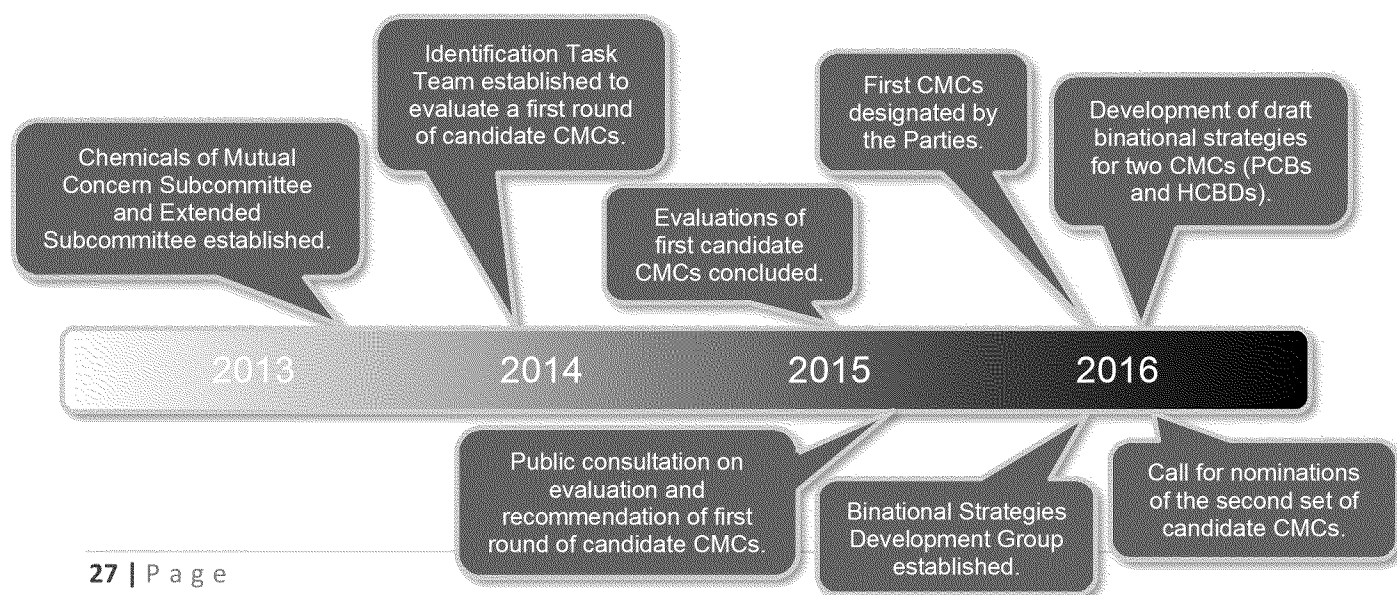 Identification Task
Team established to
evaluate a first round
of candidate CMCs.
First CMCs
designated by
the Parties.
Development of draft
binational strategies
for two CMCs (PCBs
and HCBDs).
Chemicals of Mutual
Concern Subcommittee
and Extended
Subcommittee established.
Evaluations of
first candidate
CMCs concluded.
2013 2014 2015 2016
Public consultation on
evaluation and
recommendation of first
round of candidate CMCs.
Binational Strategies
Development Group
established.
Call for nominations
of the second set of
candidate CMCs.
27 | P a g e